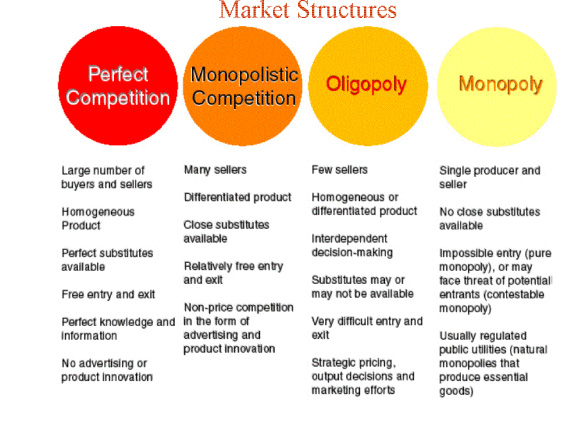 Market Structures
Perfect
Competition
Monopolistic
Competition
Oligopoly
Monopoly
Large number of
buyers and sellers
Homogeneous
Product
Perfect substitutes
available
Free entry and exit
Perfect knowledge and
information
No advertising or
product innovation
Many sellers
Differentiated product
Close substitutes
available
Relatively free entry
and exit
Non-price competition
in the form of
advertising and
product innovation
Few sellers
Homogeneous or
differentiated product
Interdependent
decision-making
Substitutes may or
may not be available
Very difficult entry and
exit
Strategic pricing,
output decisions and
marketing efforts
Single producer and
seller
No close substitutes
available
Impossible entry (pure
monopoly), or may
face threat of potential
entrants (contestable
monopoly)
Usually regulated
public utilities (natural
monopolies that
produce essential
goods)